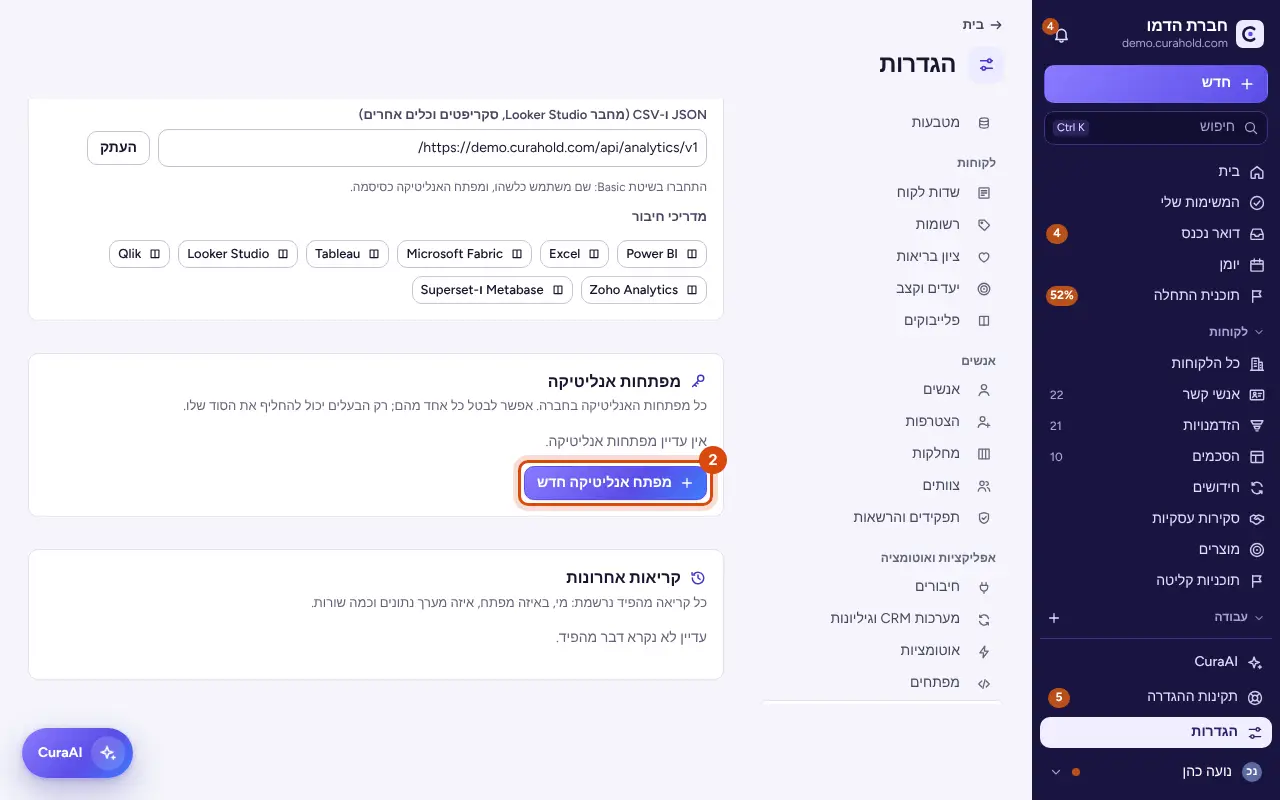 חברת הדמו
demo.curahold.com
4
חדש
חיפוש
Ctrl K
בית
המשימות שלי
דואר נכנס
4
יומן
תוכנית התחלה
52%
לקוחות
כל הלקוחות
אנשי קשר
22
הזדמנויות
21
הסכמים
10
חידושים
סקירות עסקיות
מוצרים
תוכניות קליטה
עבודה
CuraAI
תקינות ההגדרה
5
הגדרות
נועה כהן
נכ
בית
הגדרות
מטבעות
לקוחות
שדות לקוח
רשומות
ציון בריאות
יעדים וקצב
פלייבוקים
אנשים
אנשים
הצטרפות
מחלקות
צוותים
תפקידים והרשאות
אפליקציות ואוטומציה
חיבורים
מערכות CRM וגיליונות
אוטומציות
מפתחים
JSON ו-CSV (מחבר Looker Studio, סקריפטים וכלים אחרים)
https://demo.curahold.com/api/analytics/v1/
העתק
התחברו בשיטת Basic: שם משתמש כלשהו, ומפתח האנליטיקה כסיסמה.
מדריכי חיבור
Power BI
Excel
Microsoft Fabric
Tableau
Looker Studio
Qlik
Zoho Analytics
Metabase ו-Superset
מפתחות אנליטיקה
כל מפתחות האנליטיקה בחברה. אפשר לבטל כל אחד מהם; רק הבעלים יכול להחליף את הסוד שלו.
אין עדיין מפתחות אנליטיקה.
2
מפתח אנליטיקה חדש
קריאות אחרונות
כל קריאה מהפיד נרשמת: מי, באיזה מפתח, איזה מערך נתונים וכמה שורות.
עדיין לא נקרא דבר מהפיד.
CuraAI